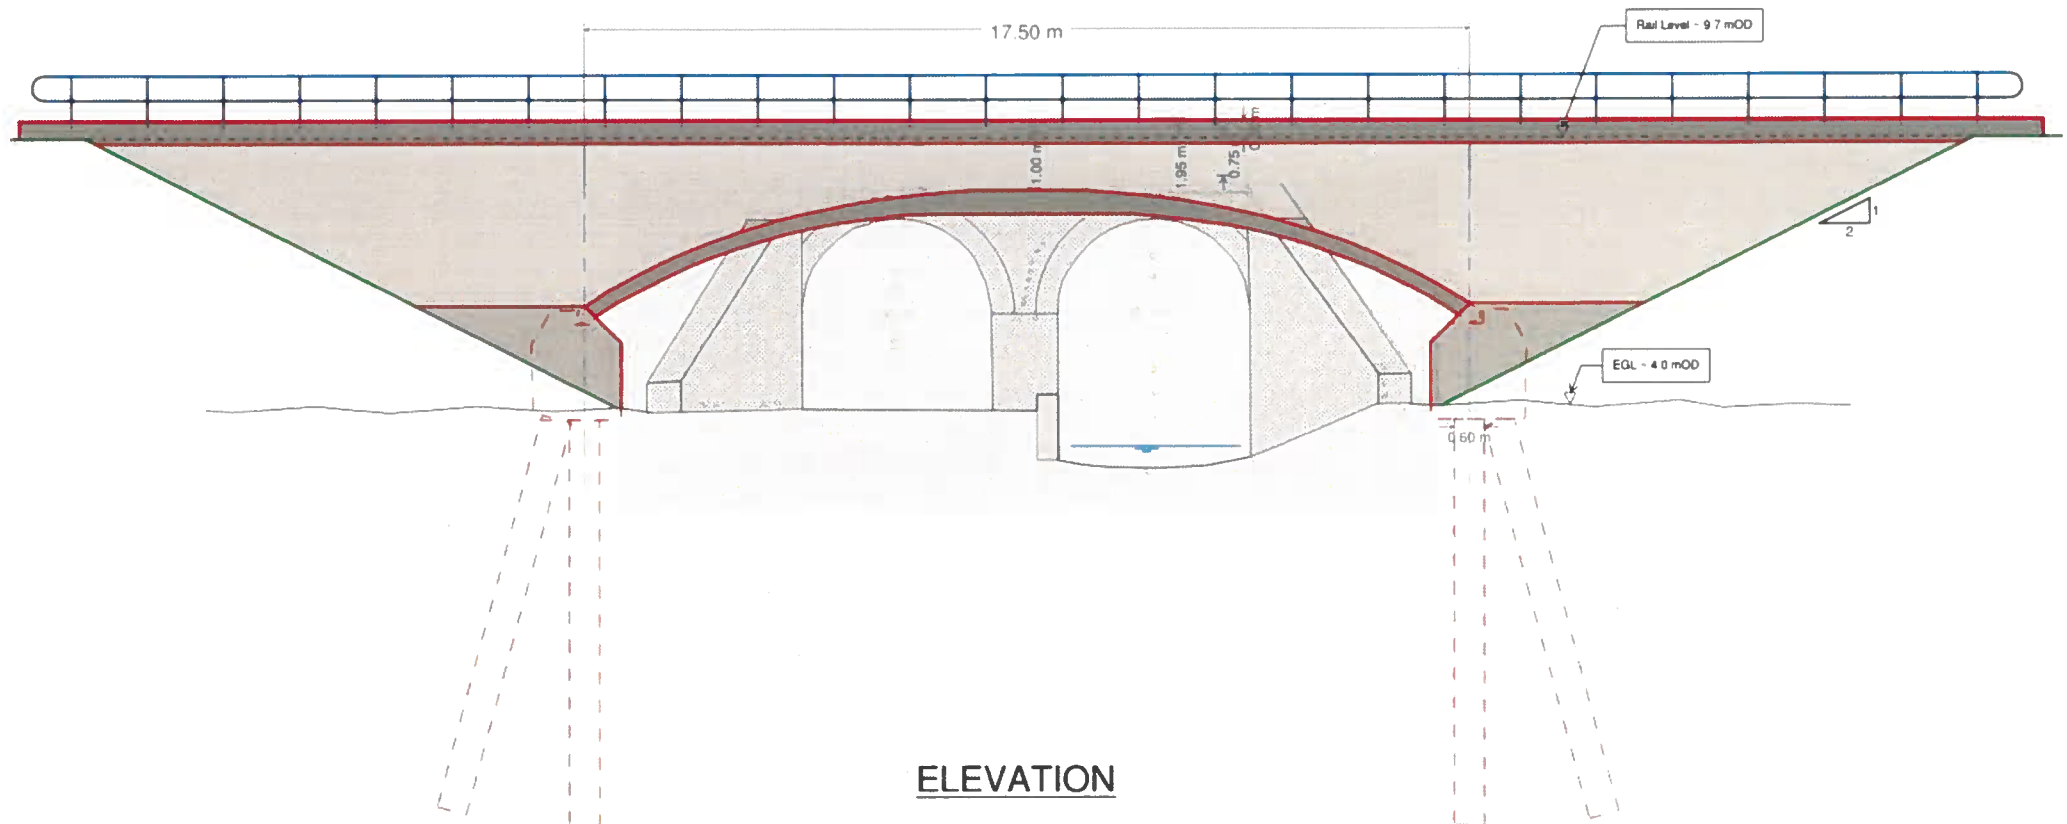 17.50 m
Rail Level ~ 9.7 mOD
1.00 m
1.95 m
0.75
1
2
EGL ~ 4.0 mOD
0.60 m
ELEVATION